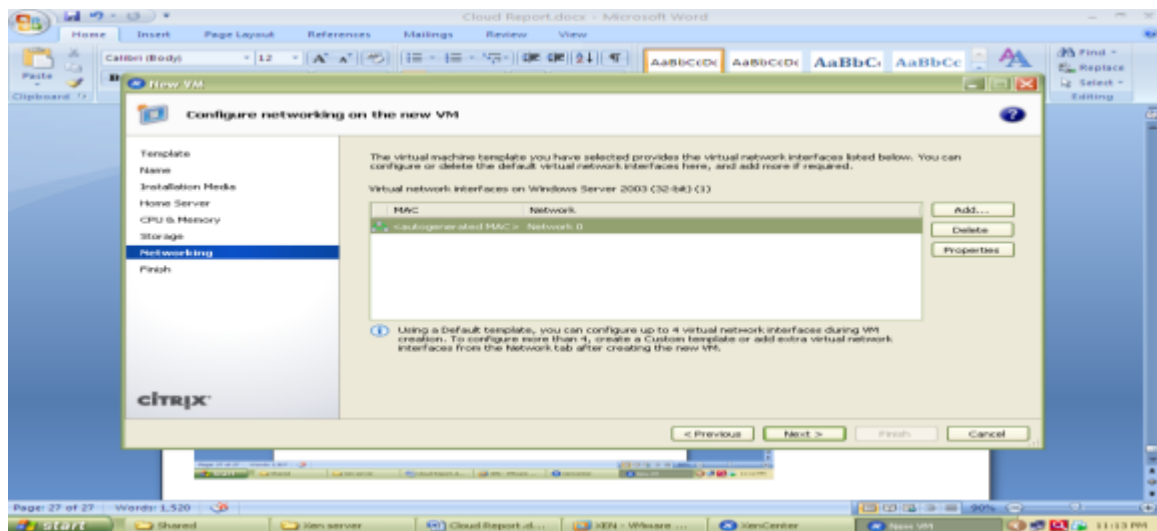 Cloud Report.docx - Microsoft Word
Home Insert Page Layout References Mailings Review View
Paste
Clipboard
Calibri (Body) 12
AaBbCcDc AaBbCcDc AaBbCc AaBbCc
Find
Replace
Select
Editing
New VM
Configure networking on the new VM
Template
Name
Installation Media
Home Server
CPU & Memory
Storage
Networking
Finish
CITRIX
The virtual machine template you have selected provides the virtual network interfaces listed below. You can
configure or delete the default virtual network interfaces here, and add more if required.
Virtual network interfaces on Windows Server 2003 (32-bit) (1)
MAC Network
<autogenerated MAC> Network 0
Add...
Delete
Properties
Using a Default template, you can configure up to 4 virtual network interfaces during VM
creation. To configure more than 4, create a Custom template or add extra virtual network
interfaces from the Network tab after creating the new VM.
< Previous Next > Finish Cancel
Page: 27 of 27 Words: 1,520 90%
start Shared Xen server Cloud Report.d... XEN - VMware ... XenCenter New VM 11:13 PM